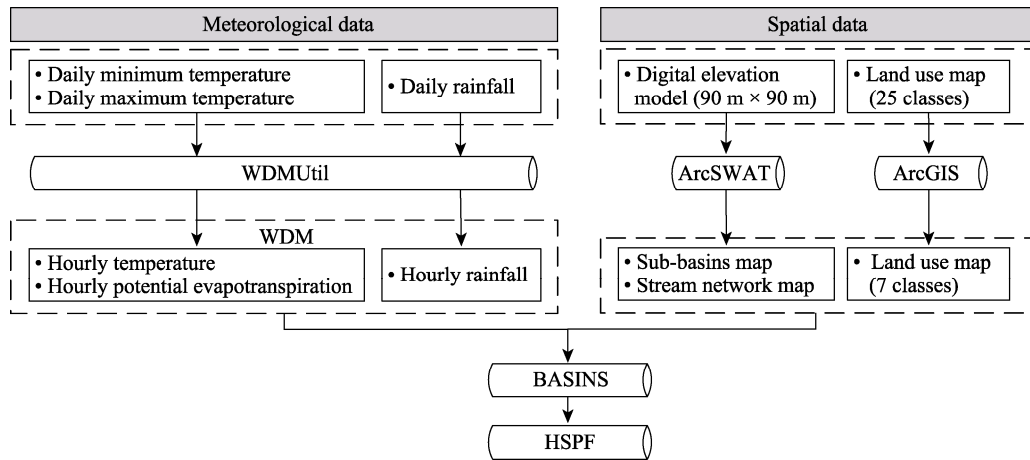 Meteorological data
Spatial data
• Daily minimum temperature
• Daily maximum temperature
• Daily rainfall
• Digital elevation
model (90 m × 90 m)
• Land use map
(25 classes)
WDMUtil
ArcSWAT
ArcGIS
WDM
• Hourly temperature
• Hourly potential evapotranspiration
• Hourly rainfall
• Sub-basins map
• Stream network map
• Land use map
(7 classes)
BASINS
HSPF